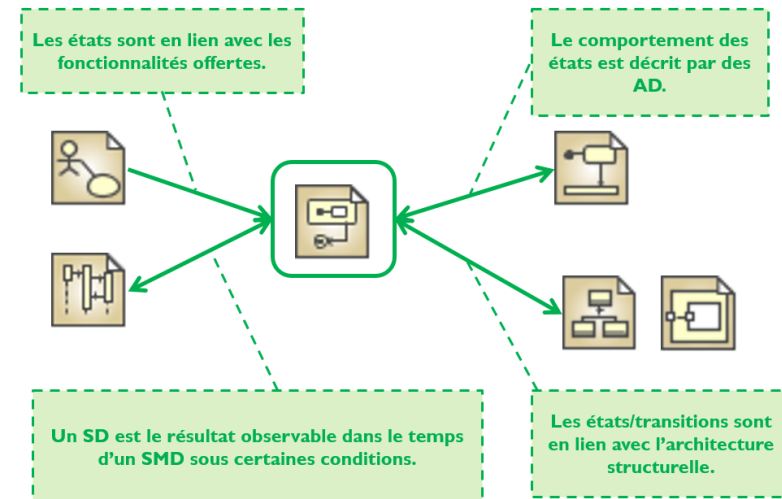 Les états sont en lien avec les
fonctionnalités offertes.
Le comportement des
états est décrit par des
AD.
Un SD est le résultat observable dans le temps
d'un SMD sous certaines conditions.
Les états/transitions sont
en lien avec l'architecture
structurelle.